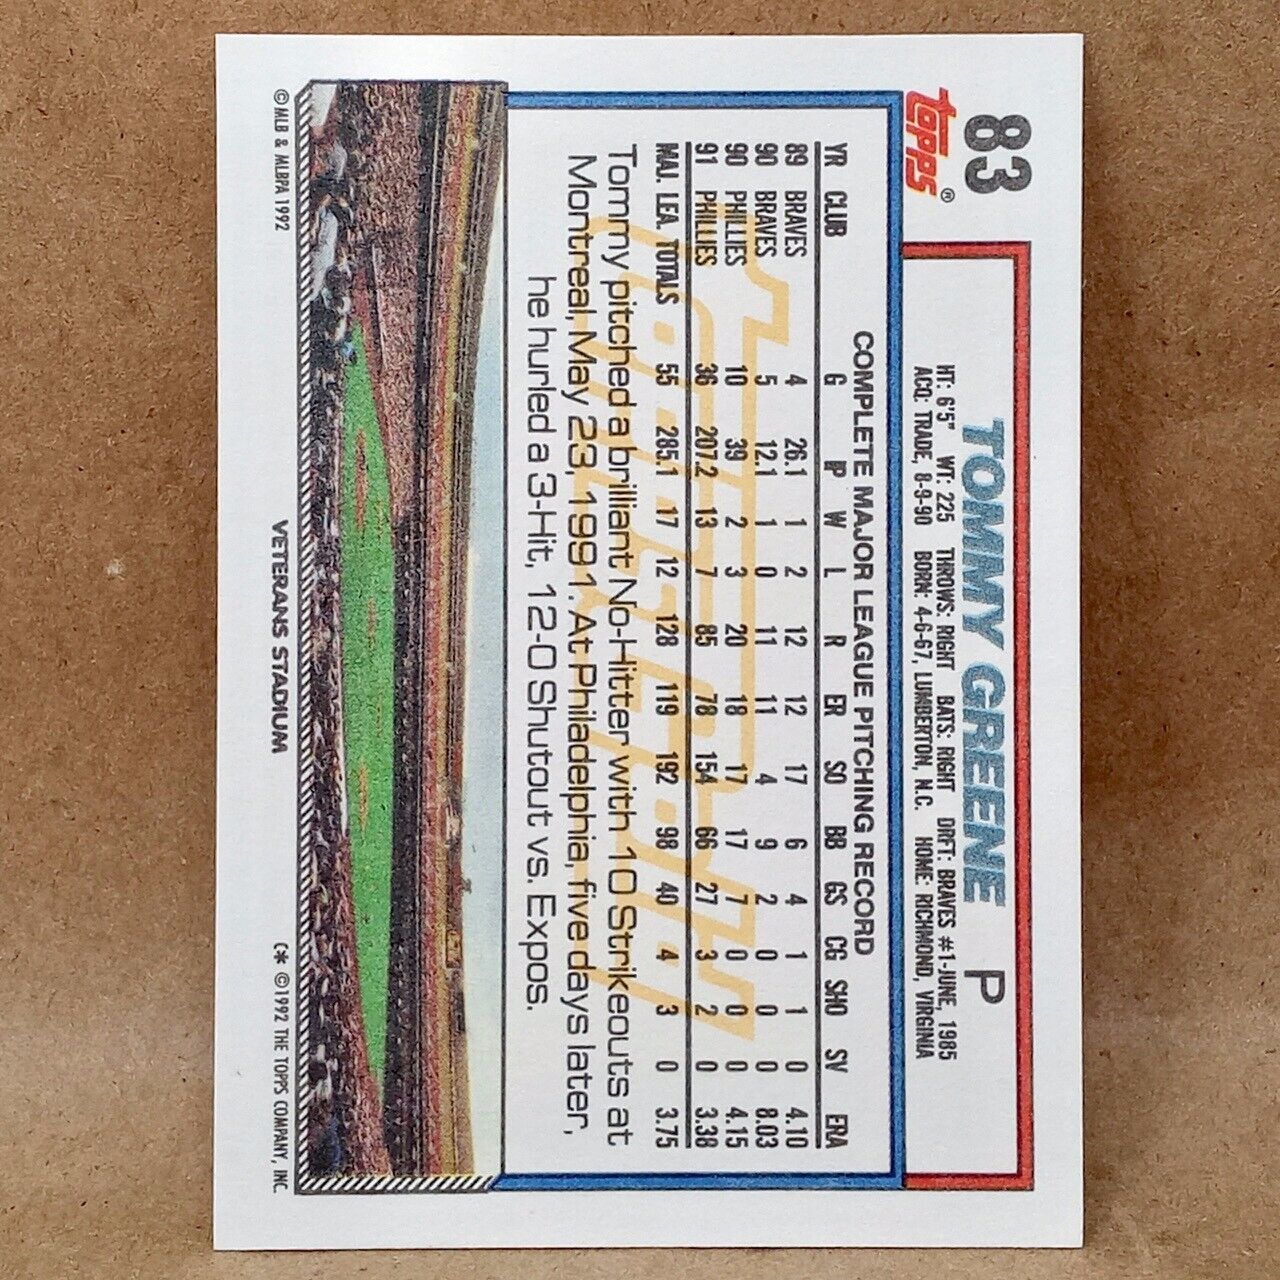 83
TOPPS®
TOMMY GREENE P
HT: 6'5" WT: 225 THROWS: RIGHT BATS: RIGHT DRFT: BRAVES #1-JUNE, 1985
ACQ: TRADE, 8-9-90 BORN: 4-6-67, LUMBERTON, N.C. HOME: RICHMOND, VIRGINIA
COMPLETE MAJOR LEAGUE PITCHING RECORD
YR CLUB G IP W L R ER SO BB GS CG SHO SV ERA
89 BRAVES 4 26.1 1 2 12 12 17 6 4 1 1 0 4.10
90 BRAVES 5 12.1 1 0 11 11 4 9 2 0 0 0 8.03
90 PHILLIES 10 39 2 3 20 18 17 17 7 0 0 0 4.15
91 PHILLIES 36 207.2 13 7 85 78 154 66 27 3 2 0 3.38
MAJ. LEA. TOTALS 55 285.1 17 12 128 119 192 98 40 4 3 0 3.75
Tommy pitched a brilliant No-Hitter with 10 Strikeouts at
Montreal, May 23, 1991. At Philadelphia, five days later,
he hurled a 3-Hit, 12-0 Shutout vs. Expos.
©MLB & MLBPA 1992 VETERANS STADIUM C* ©1992 THE TOPPS COMPANY, INC.